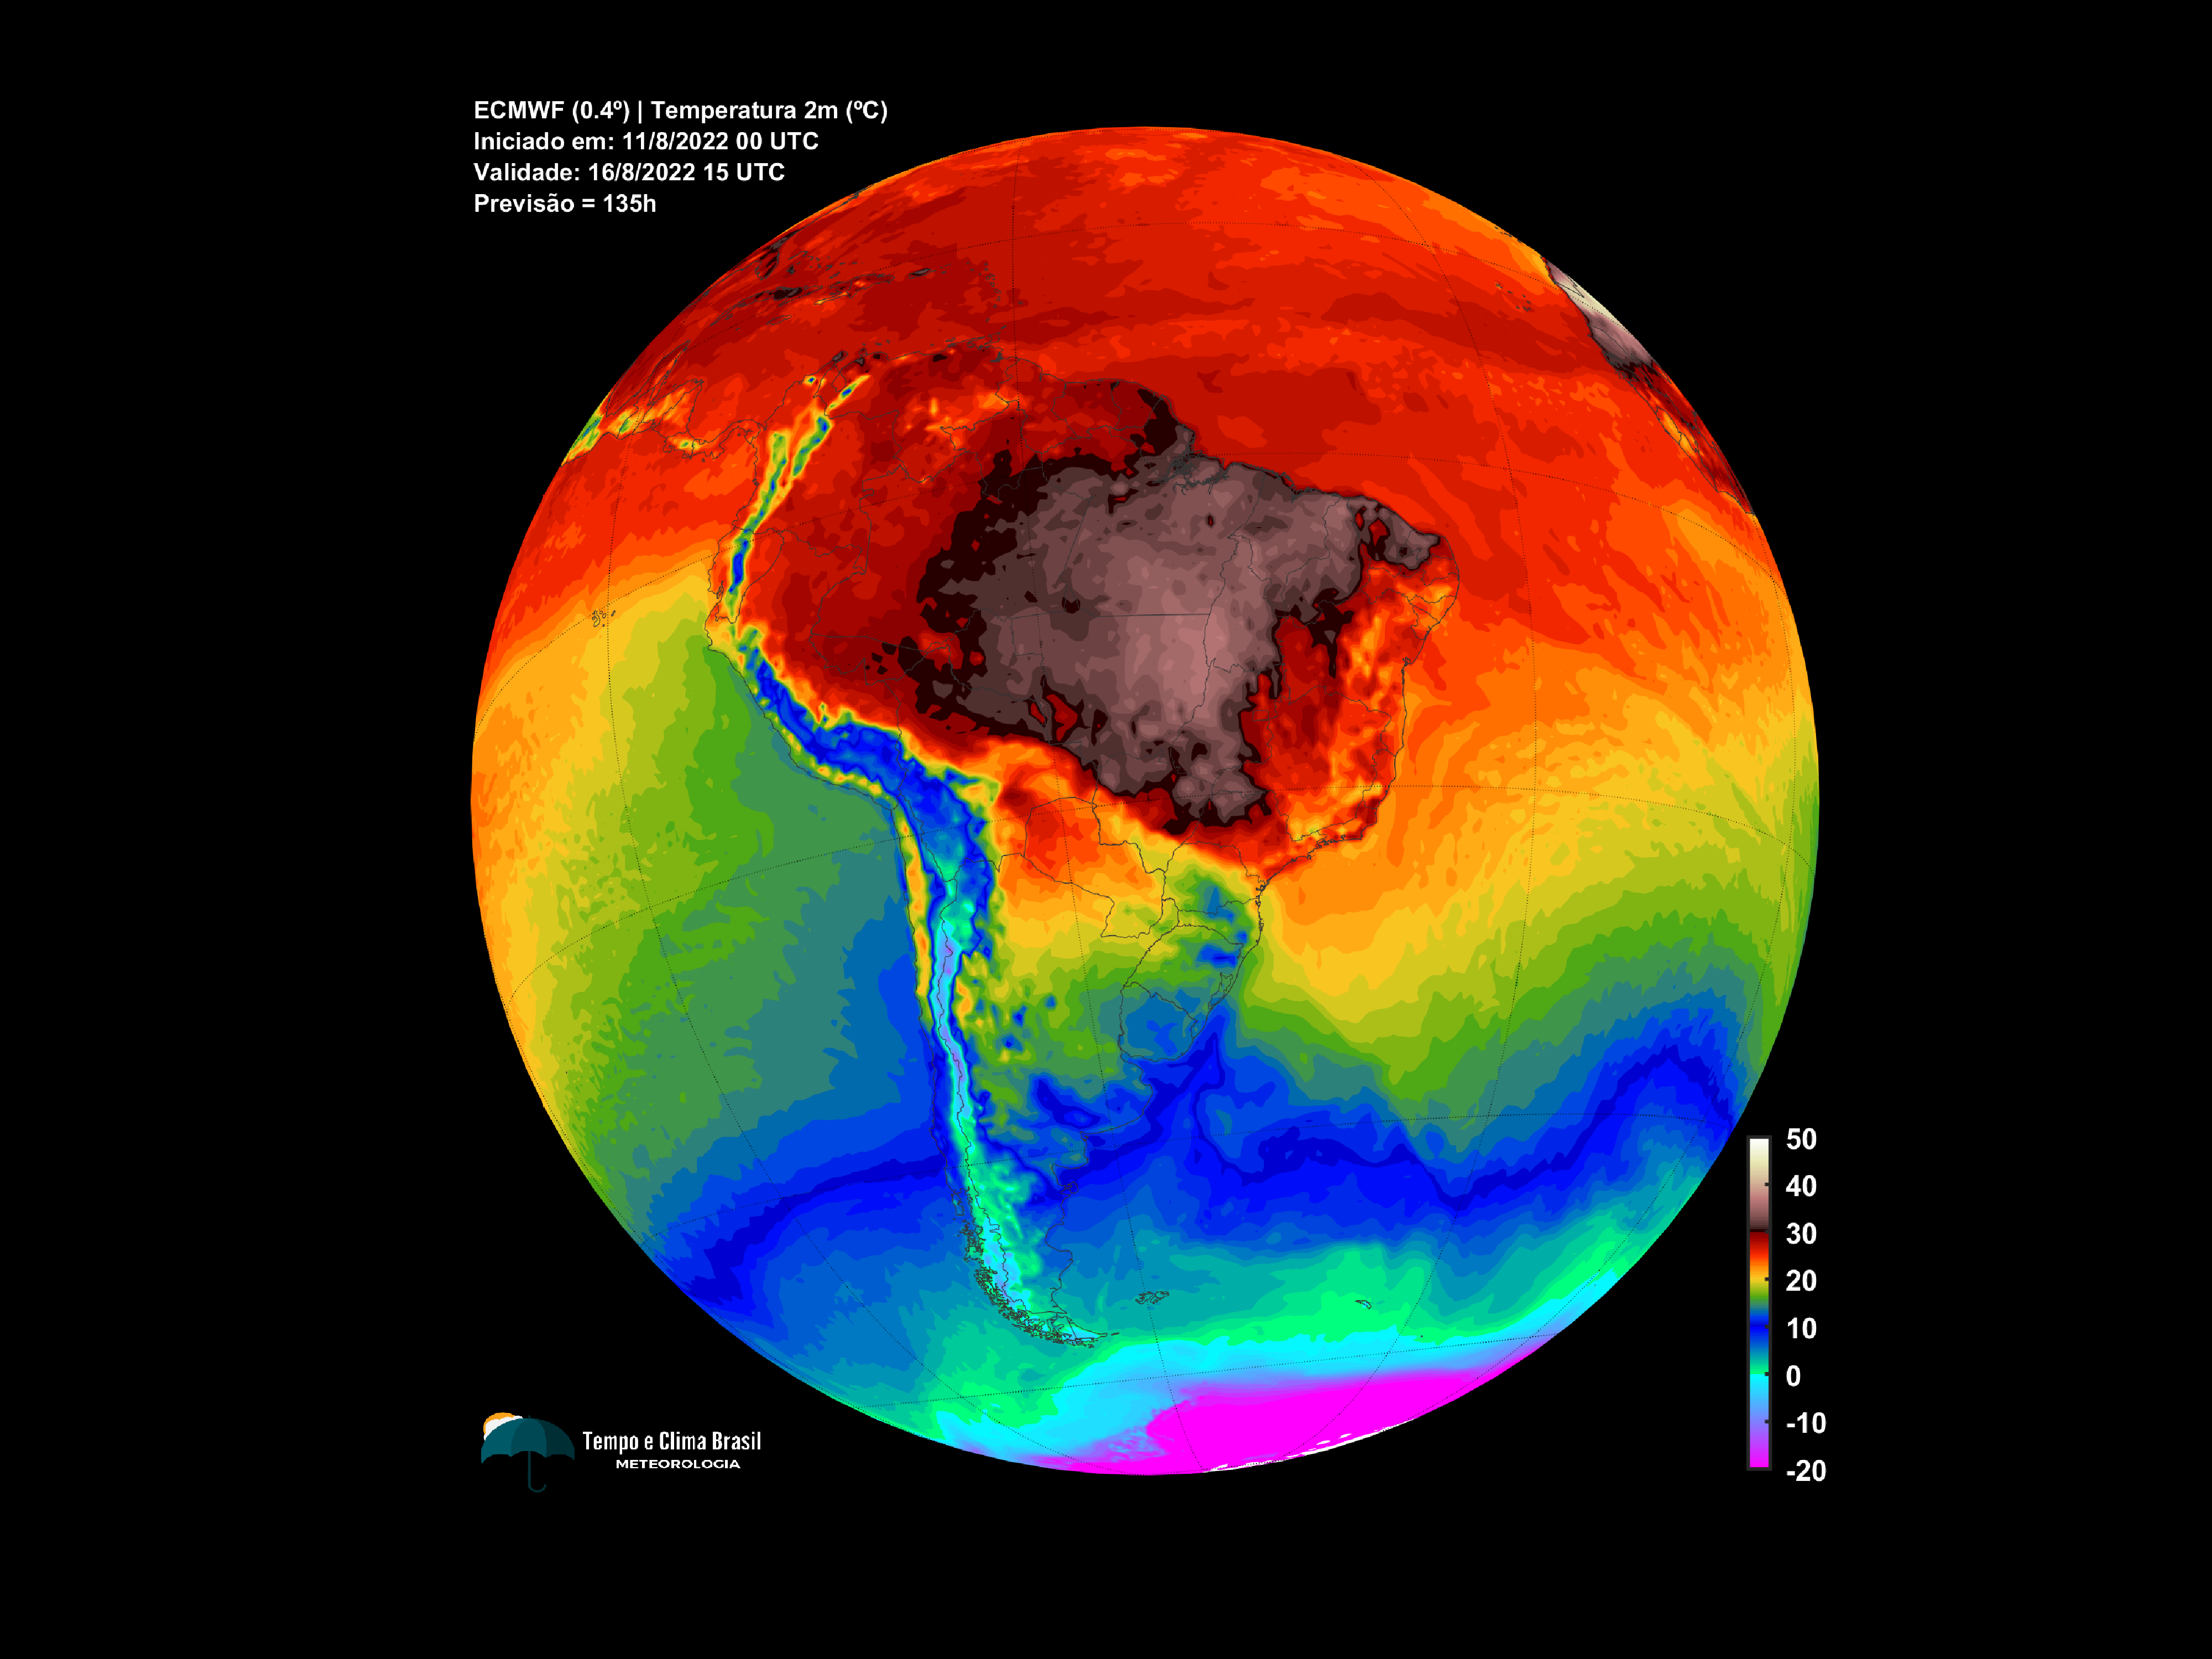 ECMWF (0.4º) | Temperatura 2m (ºC)
Iniciado em: 11/8/2022 00 UTC
Validade: 16/8/2022 15 UTC
Previsão = 135h
50
40
30
20
10
0
-10
-20
Tempo e Clima Brasil
METEOROLOGIA